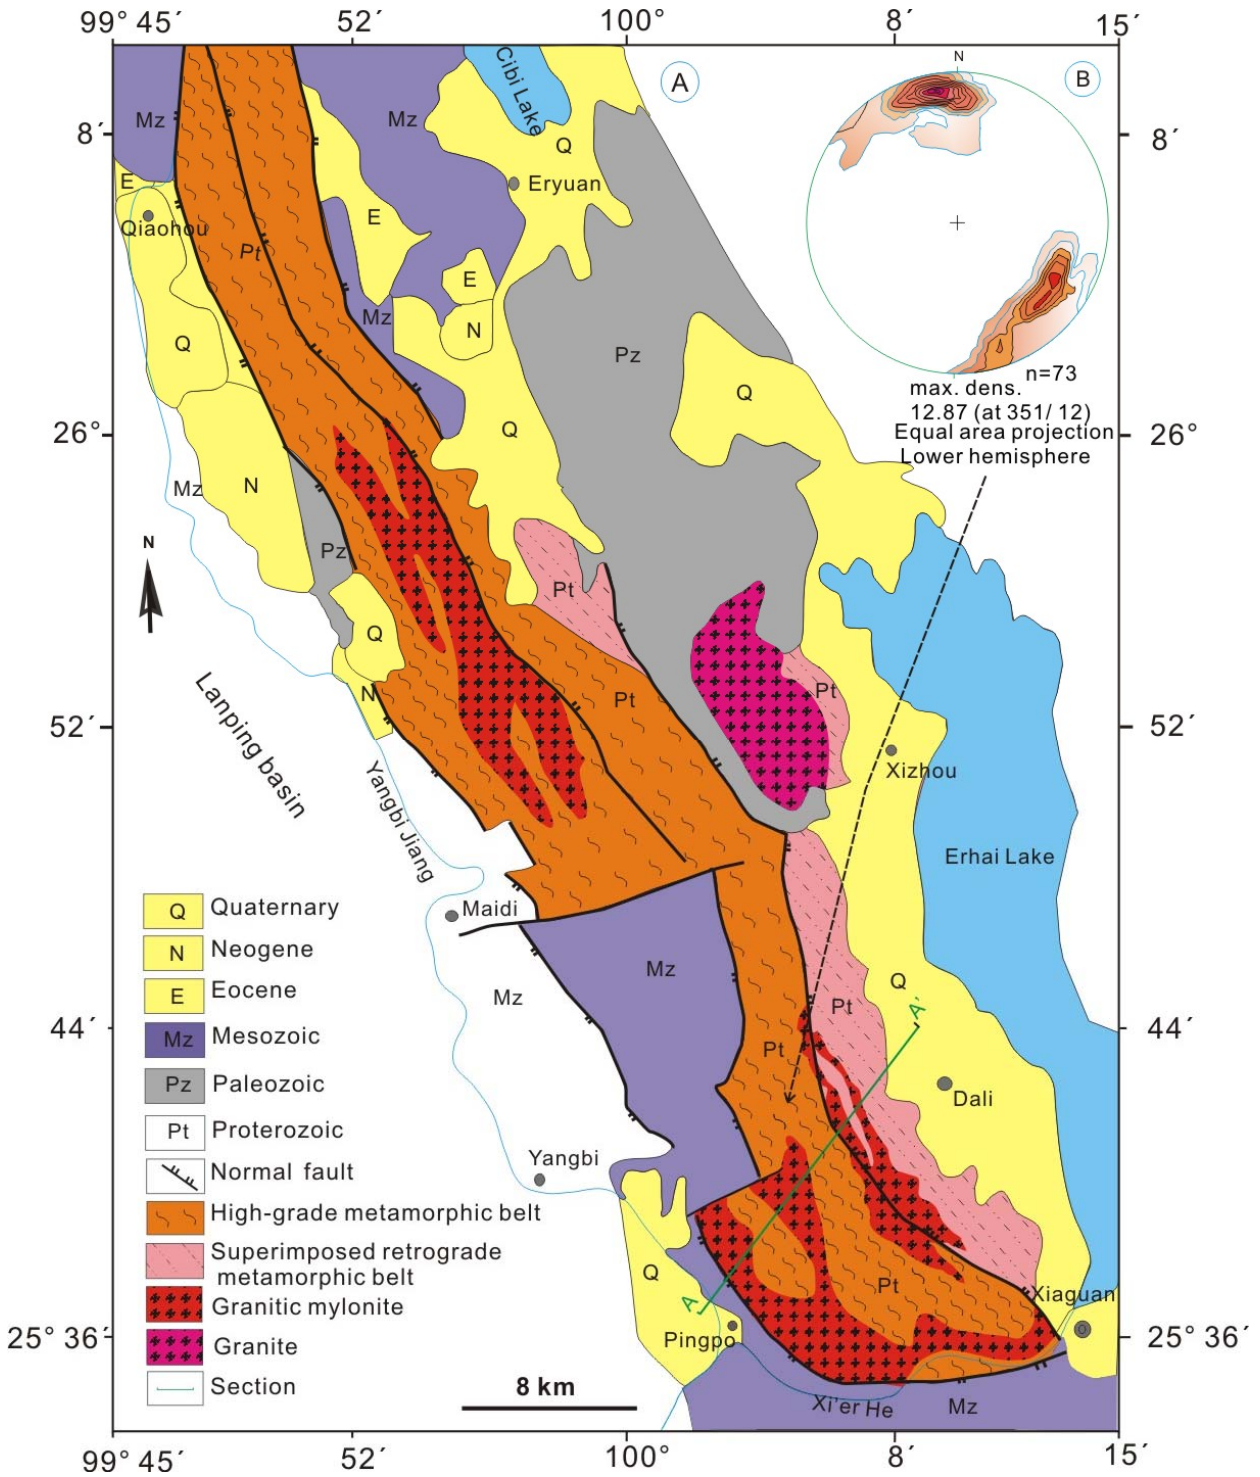 99° 45´ 52´ 100° 8´ 15´
A
B
N
Cibi Lake
Mz
Mz
8´
8´
Q
E
Eryuan
Qiaohou
E
Pt
E
Mz
N
Q
Pz
n=73
max. dens.
12.87 (at 351/ 12)
Equal area projection
Lower hemisphere
Q
26°
26°
Q
Mz
N
N
Pz
Pt
Q
Pt
Pt
N
Lanping basin
52´
52´
Xizhou
Yangbi Jiang
Erhai Lake
Maidi
Mz
Mz
Q
Pt
A´
44´
44´
Pt
Dali
Yangbi
Q
Pt
A
Xiaguan
Pingpo
25° 36´
25° 36´
8 km
Xi'er He
Mz
Q Quaternary
N Neogene
E Eocene
Mz Mesozoic
Pz Paleozoic
Pt Proterozoic
Normal fault
High-grade metamorphic belt
Superimposed retrograde
metamorphic belt
Granitic mylonite
Granite
Section
99° 45´ 52´ 100° 8´ 15´